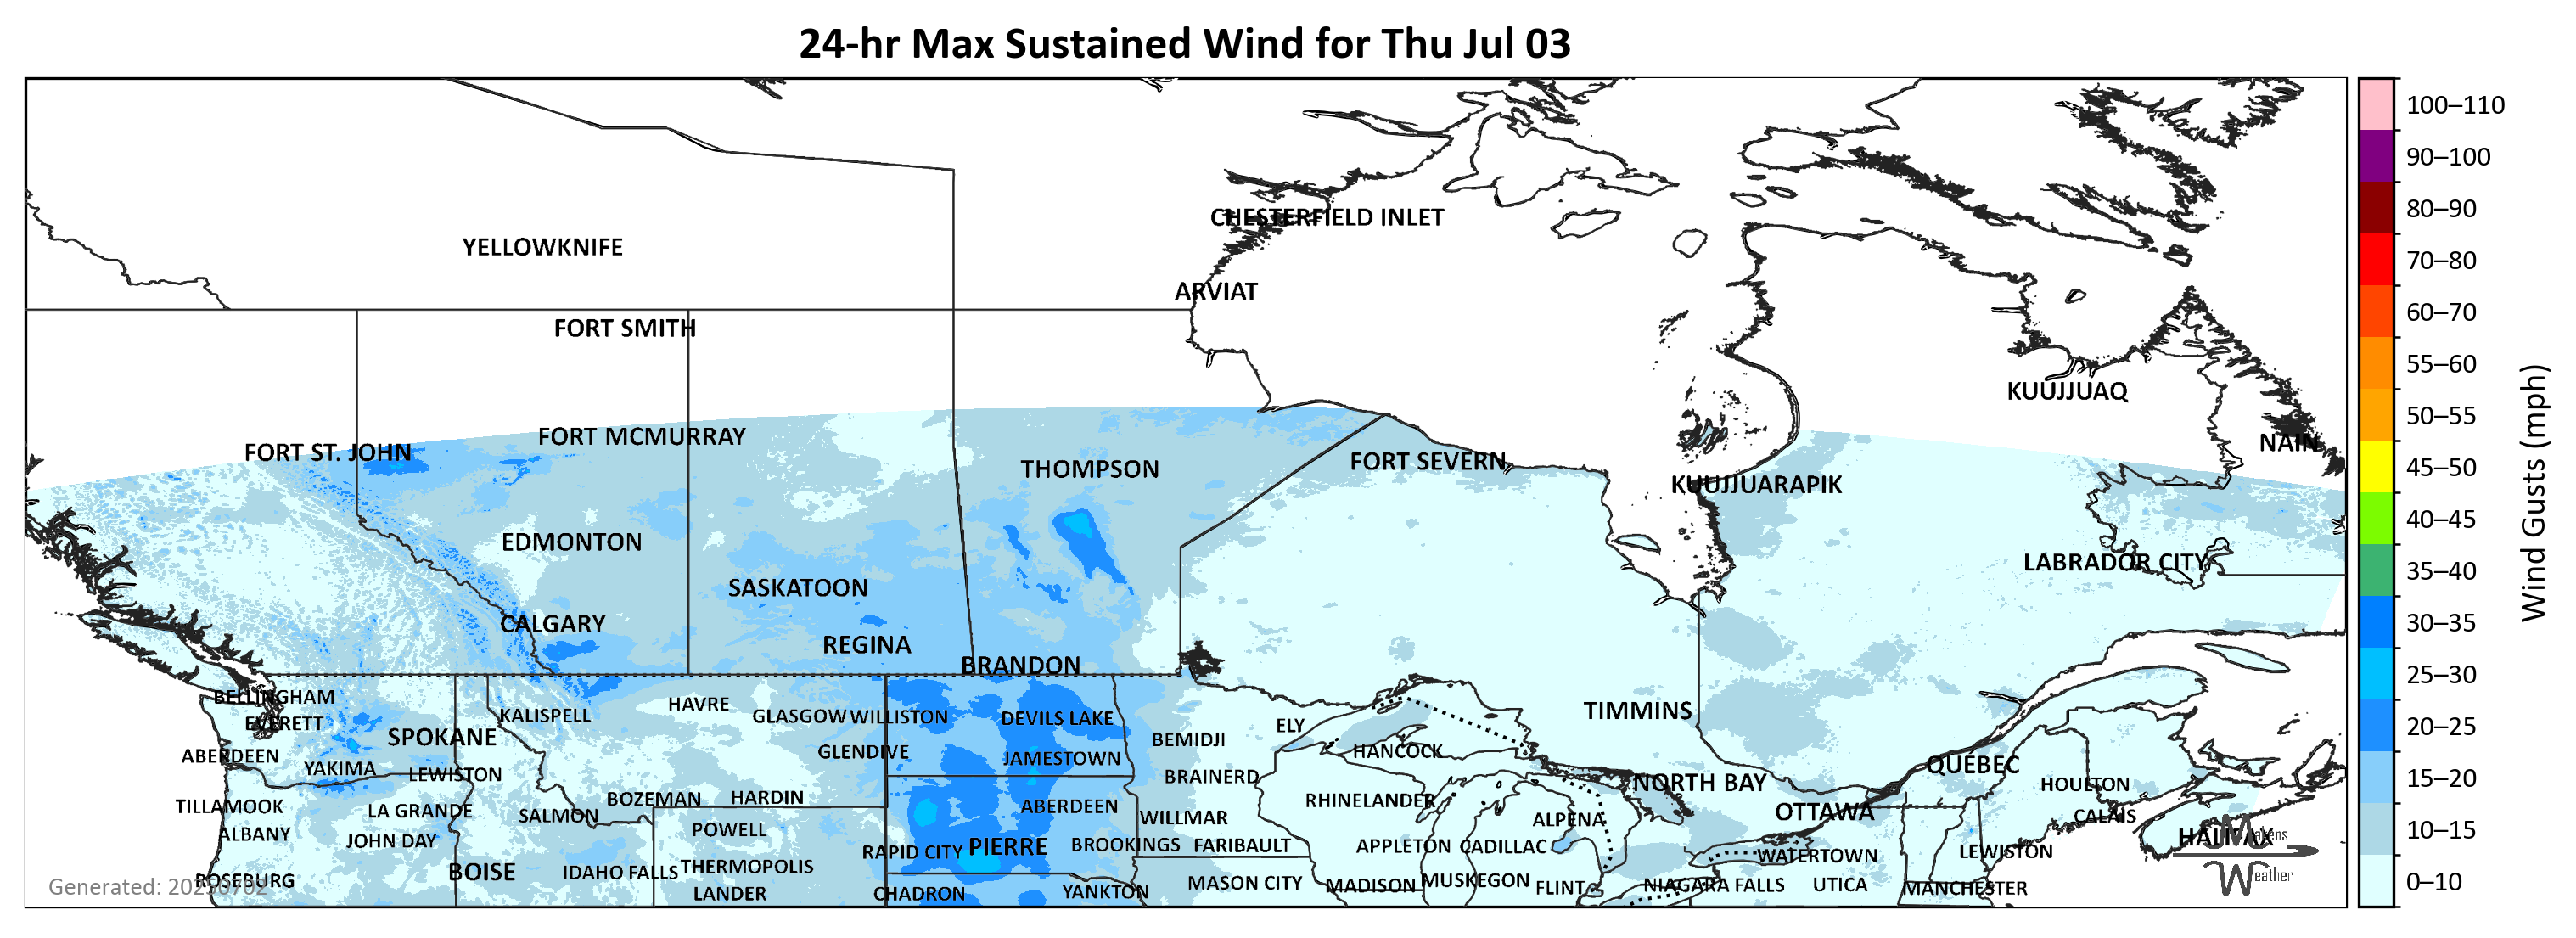 24-hr Max Sustained Wind for Thu Jul 03
CHESTERFIELD INLET
YELLOWKNIFE
ARVIAT
FORT SMITH
KUUJJUAQ
FORT MCMURRAY
NAIN
FORT ST. JOHN
FORT SEVERN
THOMPSON
KUUJJUARAPIK
EDMONTON
LABRADOR CITY
SASKATOON
CALGARY
REGINA
BRANDON
BELLINGHAM
HAVRE
KALISPELL
GLASGOW
WILLISTON
DEVILS LAKE
TIMMINS
EVERETT
ELY
SPOKANE
BEMIDJI
GLENDIVE
HANCOCK
ABERDEEN
JAMESTOWN
QUÉBEC
YAKIMA
LEWISTON
BRAINERD
NORTH BAY
HOULTON
BOZEMAN
HARDIN
RHINELANDER
TILLAMOOK
ABERDEEN
LA GRANDE
SALMON
WILLMAR
ALPENA
OTTAWA
CALAIS
ALBANY
POWELL
HALIFAX
JOHN DAY
PIERRE
BROOKINGS
FARIBAULT
APPLETON
CADILLAC
RAPID CITY
WATERTOWN
LEWISTON
BOISE
IDAHO FALLS
THERMOPOLIS
ROSEBURG
LANDER
CHADRON
YANKTON
MASON CITY
MADISON
MUSKEGON
FLINT
NIAGARA FALLS
UTICA
MANCHESTER
Generated: 20250702
Makens
Weather
100–110
90–100
80–90
70–80
60–70
55–60
50–55
45–50
40–45
35–40
30–35
25–30
20–25
15–20
10–15
0–10
Wind Gusts (mph)